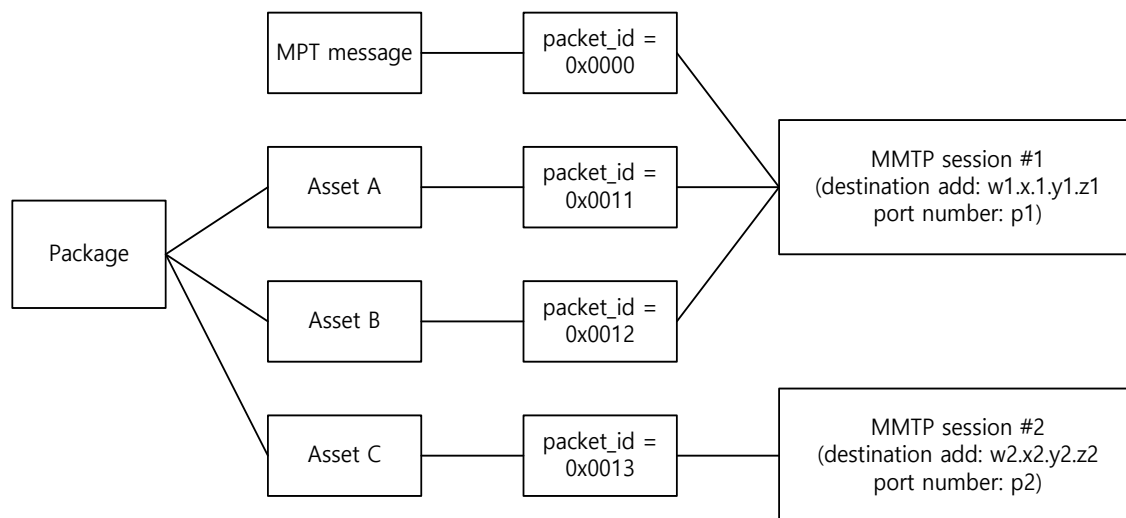 MPT message
packet_id =
0x0000
Asset A
packet_id =
0x0011
MMTP session #1
(destination add: w1.x.1.y1.z1
port number: p1)
Package
Asset B
packet_id =
0x0012
Asset C
packet_id =
0x0013
MMTP session #2
(destination add: w2.x2.y2.z2
port number: p2)